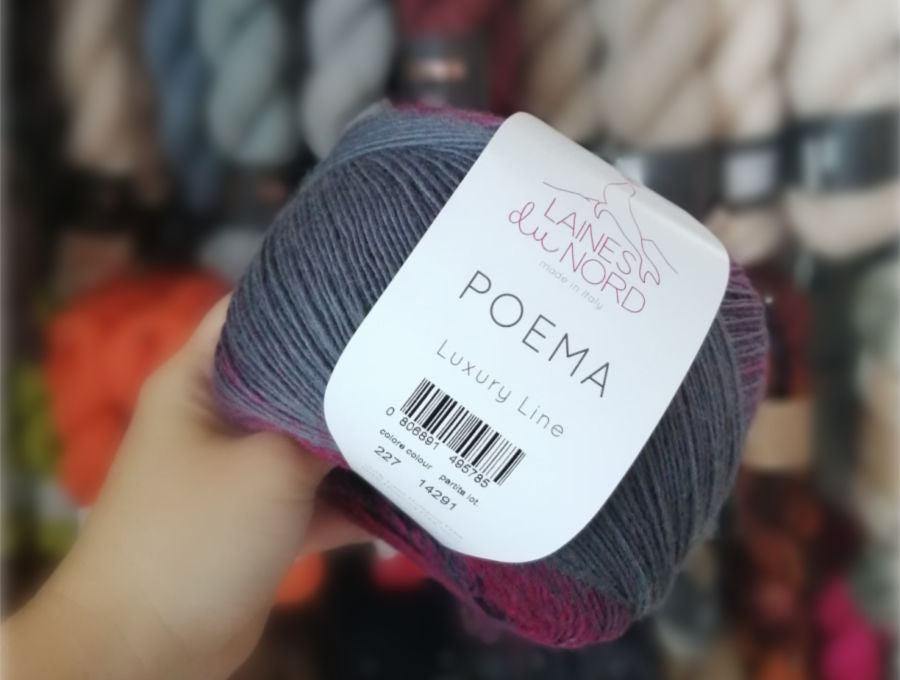 LAINES
du NORD
made in Italy
POEMA
Luxury Line
0 806891 495785
colore colour partita lot.
227 14291